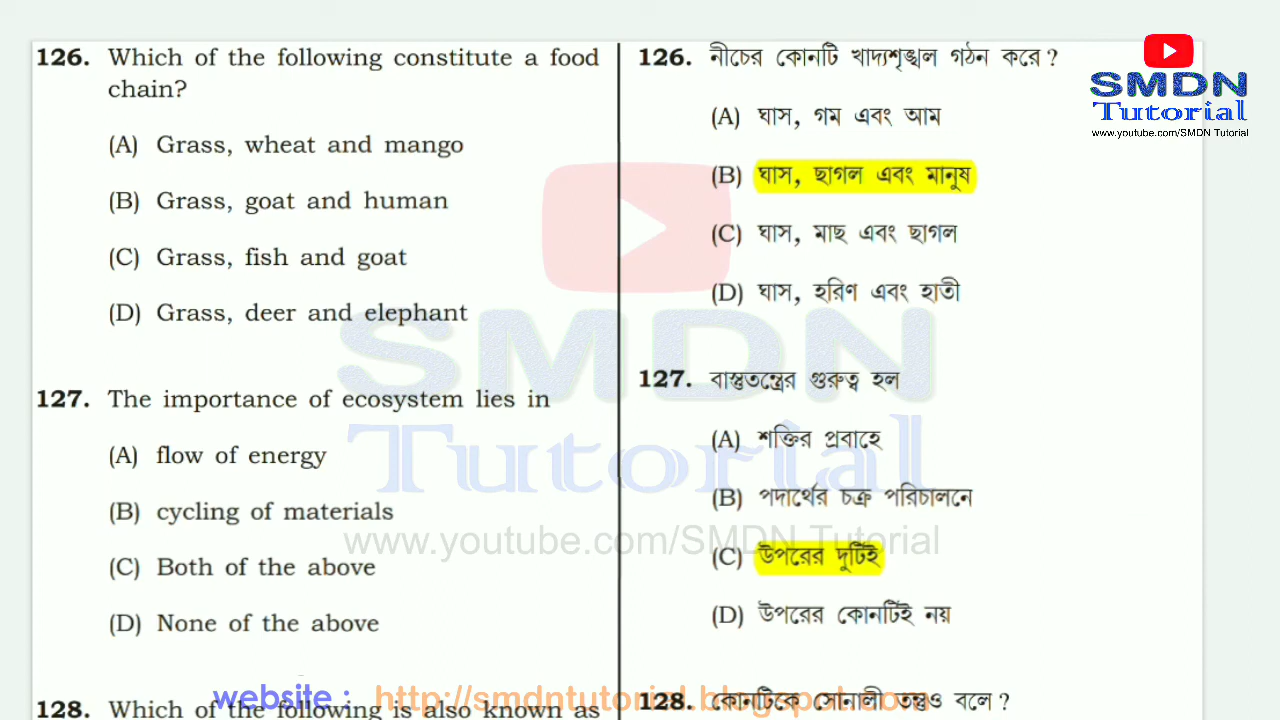 126. Which of the following constitute a food
chain?
(A) Grass, wheat and mango
(B) Grass, goat and human
(C) Grass, fish and goat
(D) Grass, deer and elephant
127. The importance of ecosystem lies in
(A) flow of energy
(B) cycling of materials
(C) Both of the above
(D) None of the above
128. Which of the following is also known as
126. নীচের কোনটি খাদ্যশৃঙ্খল গঠন করে ?
(A) ঘাস, গম এবং আম
(B) ঘাস, ছাগল এবং মানুষ
(C) ঘাস, মাছ এবং ছাগল
(D) ঘাস, হরিণ এবং হাতী
127. বাস্তুতন্ত্রের গুরুত্ব হল
(A) শক্তির প্রবাহে
(B) পদার্থের চক্র পরিচালনে
(C) উপরের দুটিই
(D) উপরের কোনটিই নয়
128. কোনটিকে সোনালী তন্তুও বলে ?
SMDN
Tutorial
www.youtube.com/SMDN Tutorial
SMDN
Tutorial
www.youtube.com/SMDN Tutorial
website : http://smdntutorial.blogspot.com